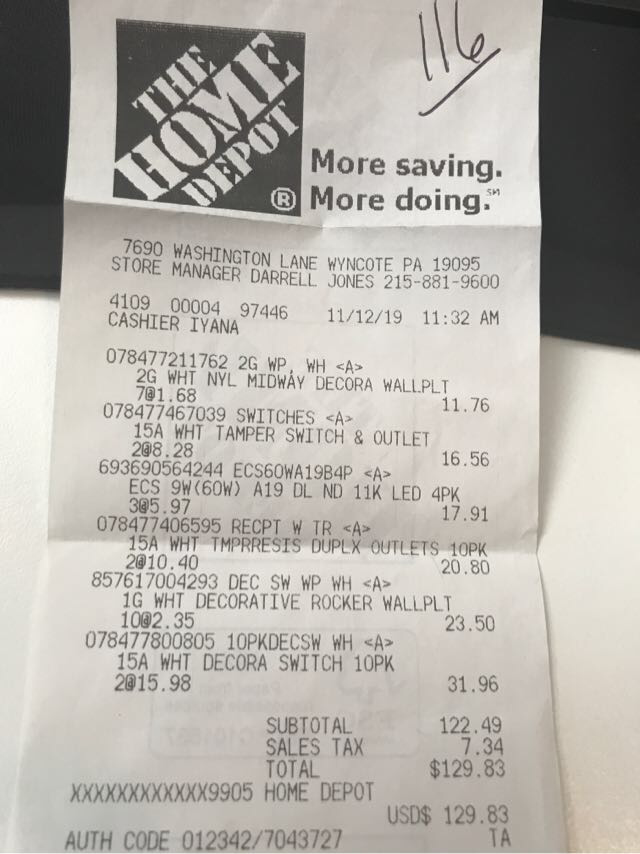 116
THE
HOME
DEPOT
®
More saving.
More doing.℠
7690 WASHINGTON LANE WYNCOTE PA 19095
STORE MANAGER DARRELL JONES 215-881-9600
4109 00004 97446 11/12/19 11:32 AM
CASHIER IYANA
078477211762 2G WP, WH <A>
2G WHT NYL MIDWAY DECORA WALLPLT
7@1.68 11.76
078477467039 SWITCHES <A>
15A WHT TAMPER SWITCH & OUTLET
2@8.28 16.56
693690564244 ECS60WA19B4P <A>
ECS 9W(60W) A19 DL ND 11K LED 4PK
3@5.97 17.91
078477406595 RECPT W TR <A>
15A WHT TMPRRESIS DUPLX OUTLETS 10PK
2@10.40 20.80
857617004293 DEC SW WP WH <A>
1G WHT DECORATIVE ROCKER WALLPLT
10@2.35 23.50
078477800805 10PKDECSW WH <A>
15A WHT DECORA SWITCH 10PK
2@15.98 31.96
SUBTOTAL 122.49
SALES TAX 7.34
TOTAL $129.83
XXXXXXXXXXXX9905 HOME DEPOT
USD$ 129.83
AUTH CODE 012342/7043727 TA